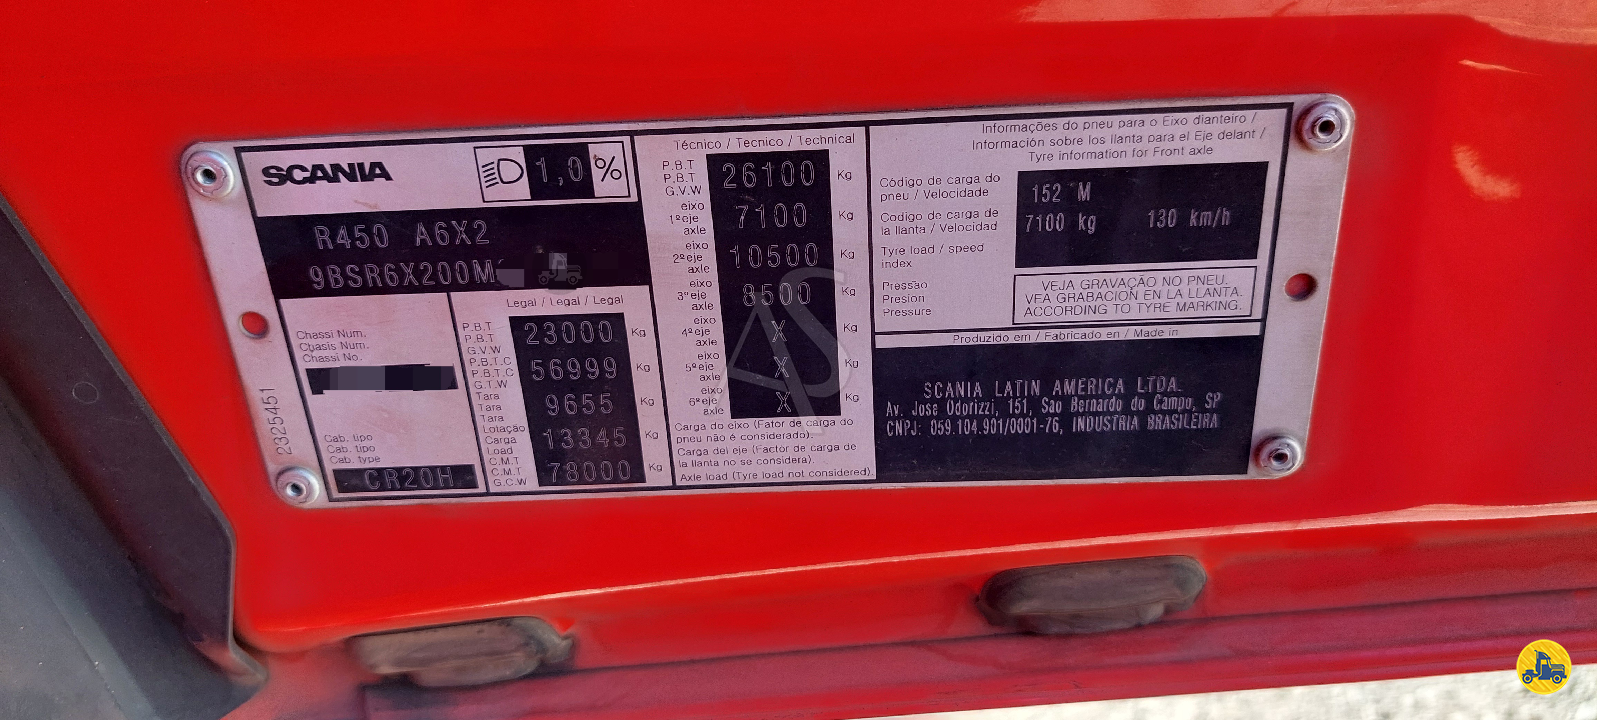 SCANIA
1,0 %
R450 A6X2
9BSR6X200M
Chassi Num.
Chasis Num.
Chassi No.
Cab. tipo
Cab. tipo
Cab. type
CR20H
2325451
Legal / Legal / Legal
P.B.T
P.B.T
G.V.W
23000 Kg
P.B.T.C
P.B.T.C
G.T.W
56999 Kg
Tara
Tara
Tara
9655 Kg
Lotação
Carga
Load
13345 Kg
C.M.T
C.M.T
G.C.W
78000 Kg
Técnico / Tecnico / Technical
P.B.T
P.B.T
G.V.W
26100 Kg
eixo
1ºeje
axle
7100 Kg
eixo
2ºeje
axle
10500 Kg
eixo
3ºeje
axle
8500 Kg
eixo
4ºeje
axle
X Kg
eixo
5ºeje
axle
X Kg
eixo
6ºeje
axle
X Kg
Carga do eixo (Fator de carga do
pneu não é considerado).
Carga del eje (Factor de carga de
la llanta no se considera).
Axle load (Tyre load not considered).
Informações do pneu para o Eixo dianteiro /
Información sobre los llanta para el Eje delant /
Tyre information for Front axle
Código de carga do
pneu / Velocidade
Codigo de carga de
la llanta / Velocidad
Tyre load / speed
index
152 M
7100 kg 130 km/h
Pressão
Presion
Pressure
VEJA GRAVAÇÃO NO PNEU.
VEA GRABACION EN LA LLANTA.
ACCORDING TO TYRE MARKING.
Produzido em / Fabricado en / Made in
SCANIA LATIN AMERICA LTDA.
Av. Jose Odorizzi, 151, Sao Bernardo do Campo, SP
CNPJ: 059.104.901/0001-76, INDUSTRIA BRASILEIRA